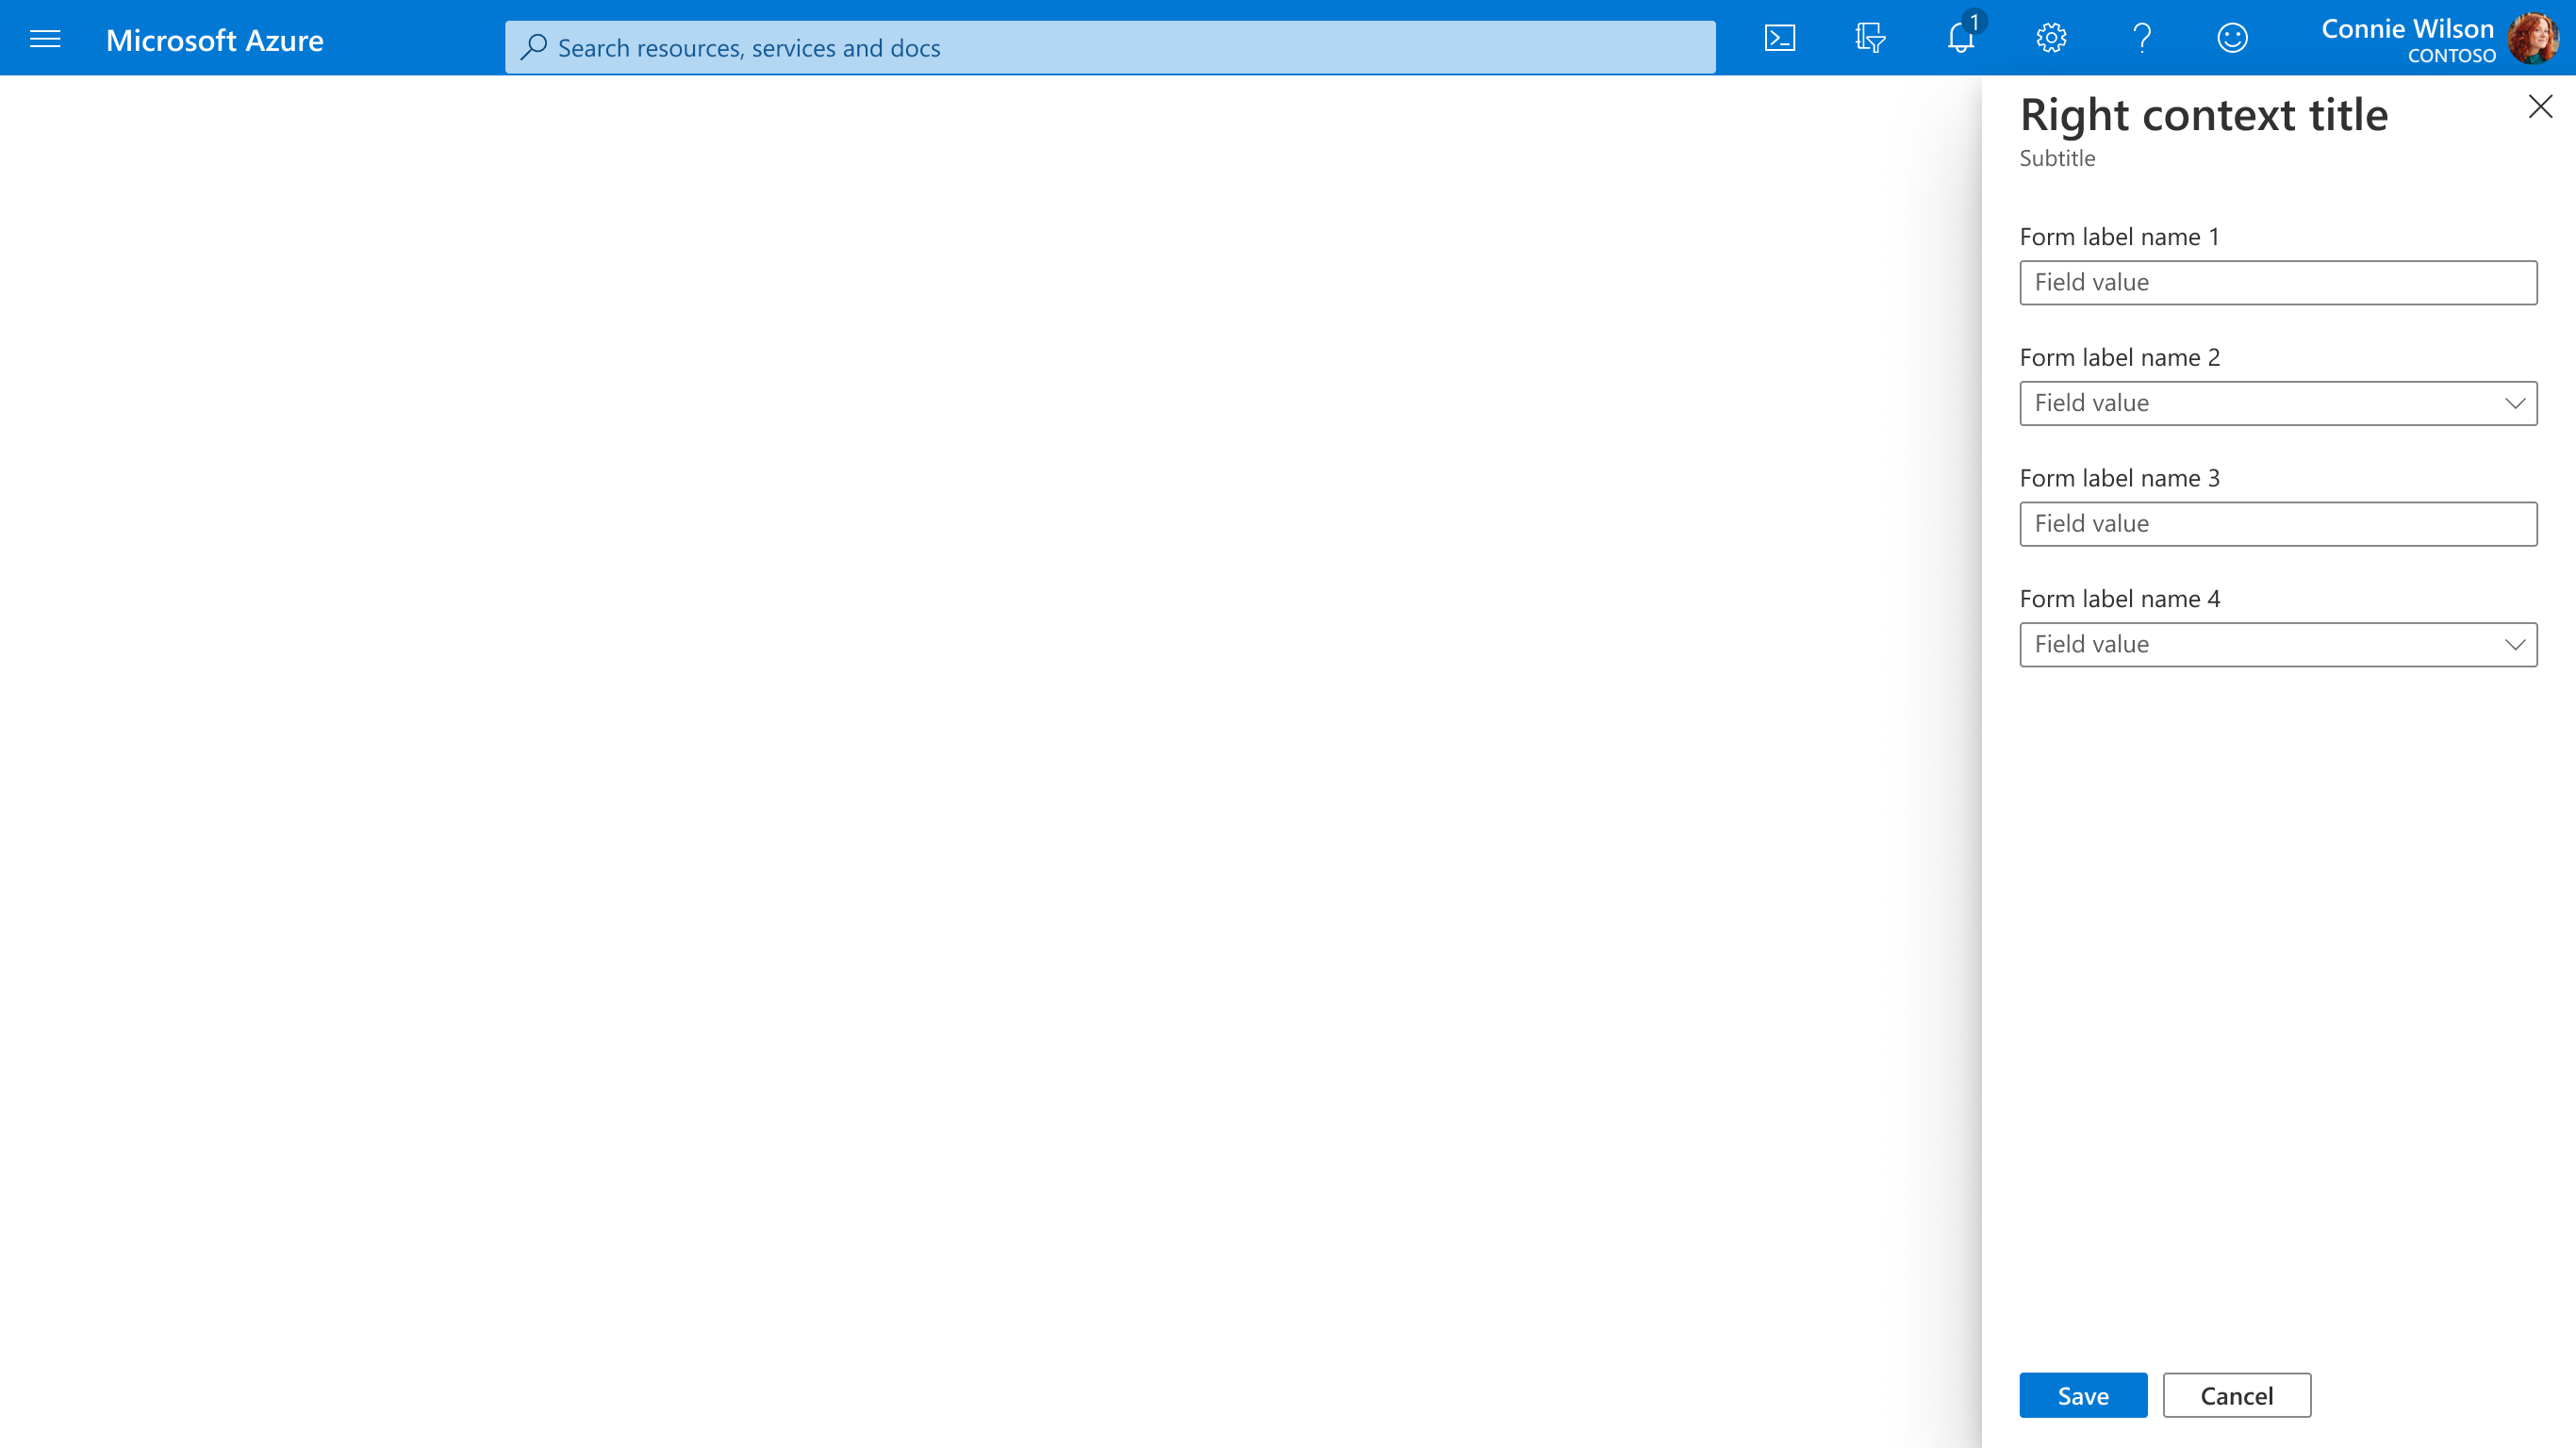 Microsoft Azure
Search resources, services and docs
1
Connie Wilson
CONTOSO
Right context title
Subtitle
Form label name 1
Field value
Form label name 2
Field value
Form label name 3
Field value
Form label name 4
Field value
Save
Cancel